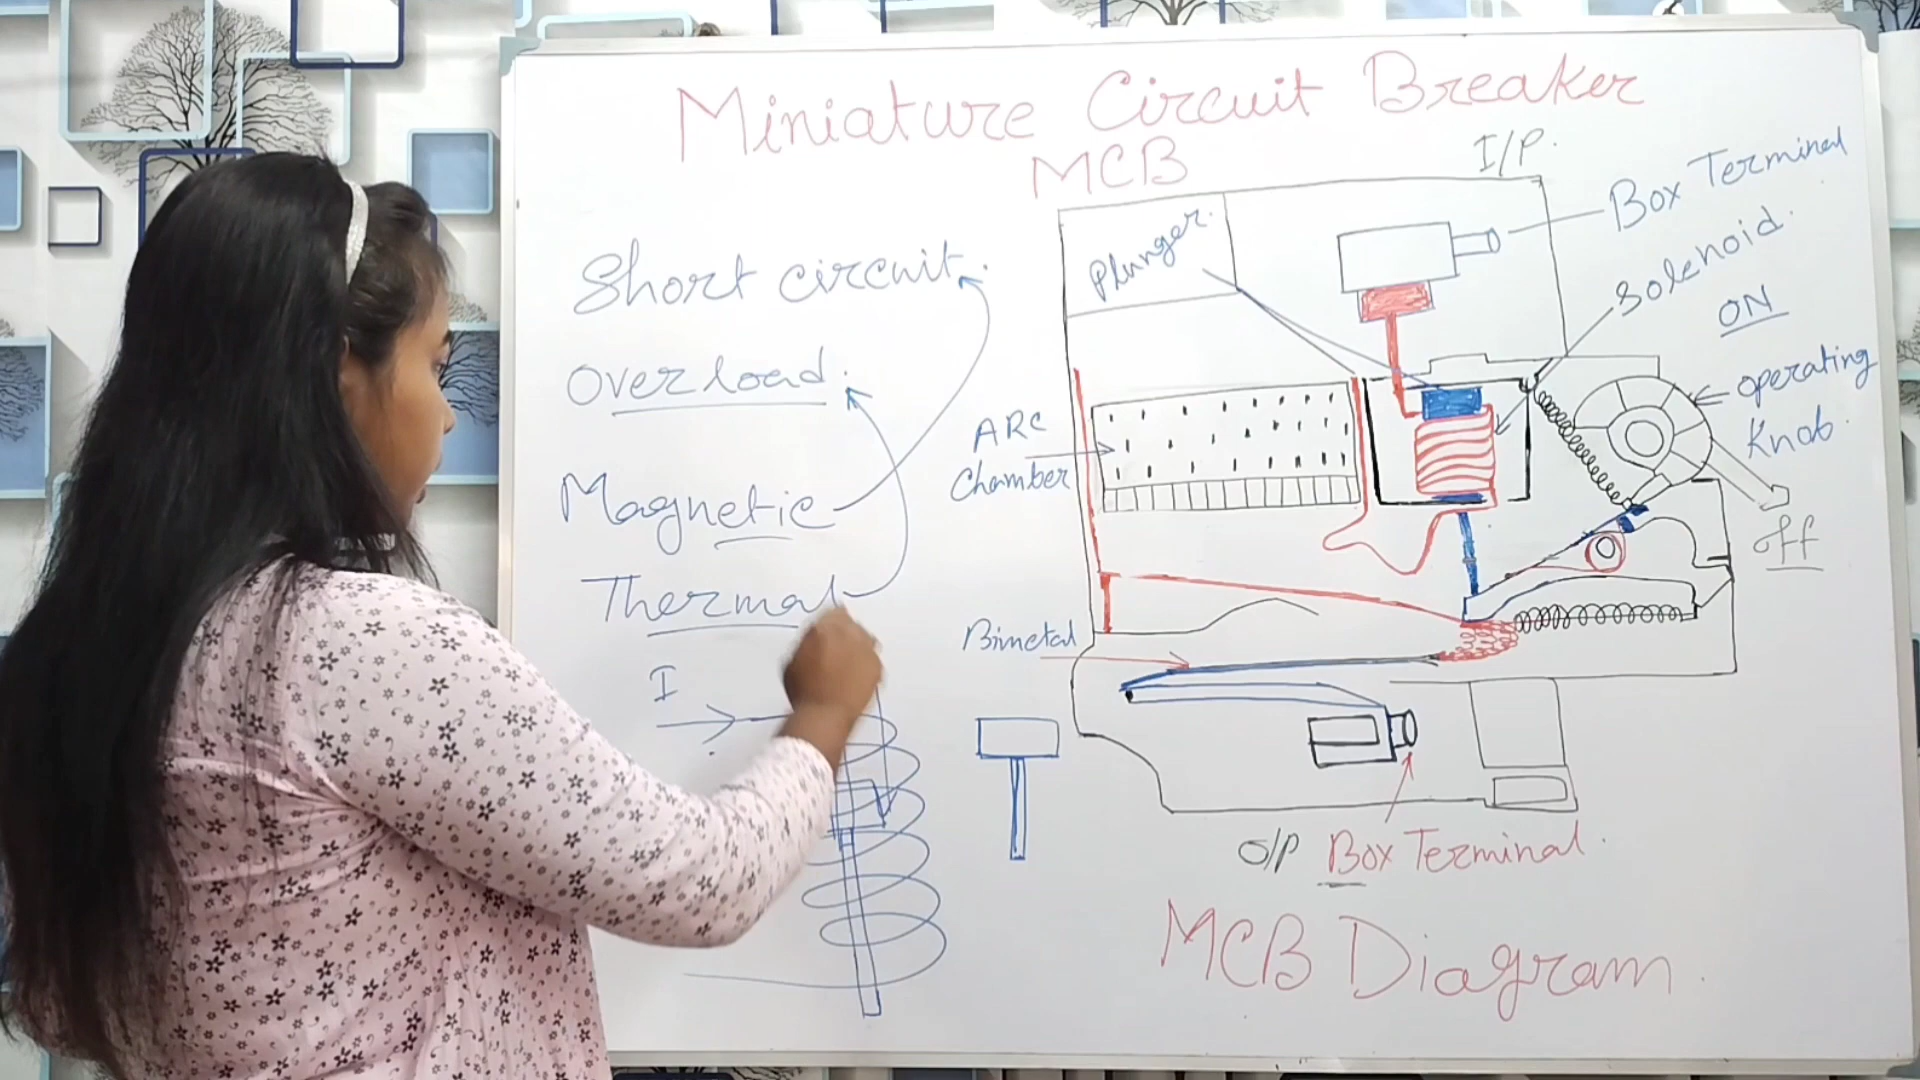 Miniature Circuit Breaker
MCB
I/P.
Box Terminal
Plunger.
Solenoid.
ON
Short circuit.
Overload.
operating
Knob.
ARC
Chamber
Magnetic
off
Thermal
Bimetal
I
O/P Box Terminal.
MCB Diagram.